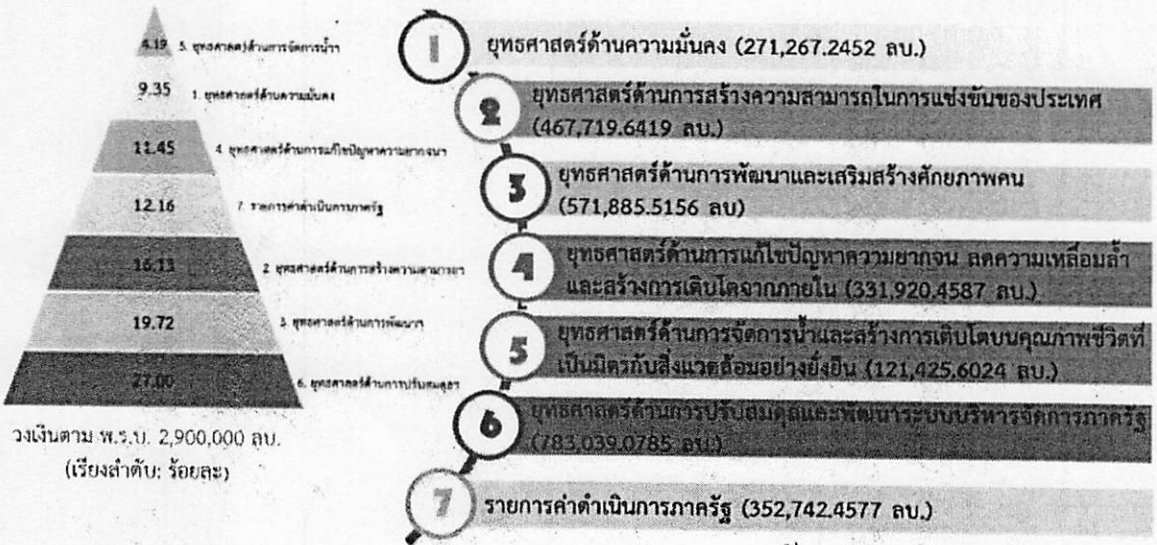 4.19 5. ยุทธศาสตร์ด้านการจัดการน้ำฯ
9.35 1. ยุทธศาสตร์ด้านความมั่นคง
11.45 4. ยุทธศาสตร์ด้านการแก้ไขปัญหาความยากจนฯ
12.16 7. รายการค่าดำเนินการภาครัฐ
16.13 2. ยุทธศาสตร์ด้านการสร้างความสามารถฯ
19.72 3. ยุทธศาสตร์ด้านการพัฒนาฯ
27.00 6. ยุทธศาสตร์ด้านการปรับสมดุลฯ
วงเงินตาม พ.ร.บ. 2,900,000 ลบ.
(เรียงลำดับ: ร้อยละ)
1 ยุทธศาสตร์ด้านความมั่นคง (271,267.2452 ลบ.)
2 ยุทธศาสตร์ด้านการสร้างความสามารถในการแข่งขันของประเทศ
(467,719.6419 ลบ.)
3 ยุทธศาสตร์ด้านการพัฒนาและเสริมสร้างศักยภาพคน
(571,885.5156 ลบ)
4 ยุทธศาสตร์ด้านการแก้ไขปัญหาความยากจน ลดความเหลื่อมล้ำ
และสร้างการเติบโตจากภายใน (331,920.4587 ลบ.)
5 ยุทธศาสตร์ด้านการจัดการน้ำและสร้างการเติบโตบนคุณภาพชีวิตที่
เป็นมิตรกับสิ่งแวดล้อมอย่างยั่งยืน (121,425.6024 ลบ.)
6 ยุทธศาสตร์ด้านการปรับสมดุลและพัฒนาระบบบริหารจัดการภาครัฐ
(783,039.0785 ลบ.)
7 รายการค่าดำเนินการภาครัฐ (352,742.4577 ลบ.)